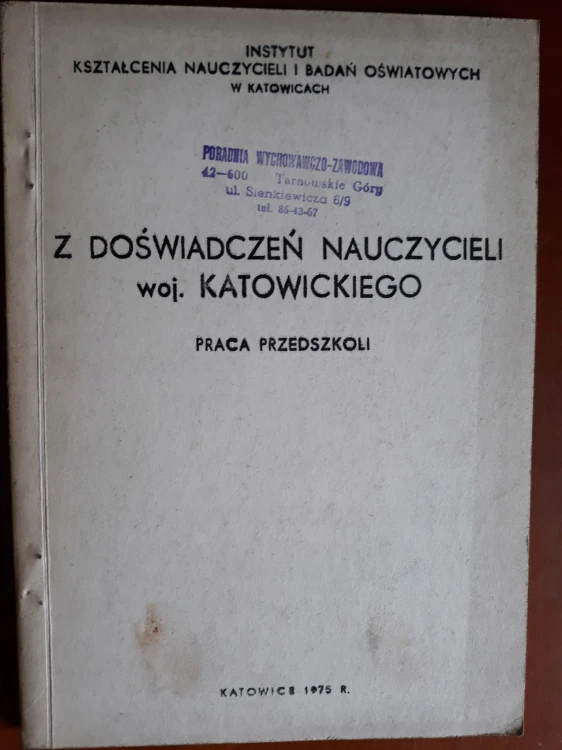 INSTYTUT
KSZTAŁCENIA NAUCZYCIELI I BADAŃ OŚWIATOWYCH
W KATOWICACH
PORADNIA WYCHOWAWCZO-ZAWODOWA
42-600 Tarnowskie Góry
ul. Sienkiewicza 6/9
tel. 85-43-67
Z DOŚWIADCZEŃ NAUCZYCIELI
woj. KATOWICKIEGO
PRACA PRZEDSZKOLI
KATOWICE 1975 R.